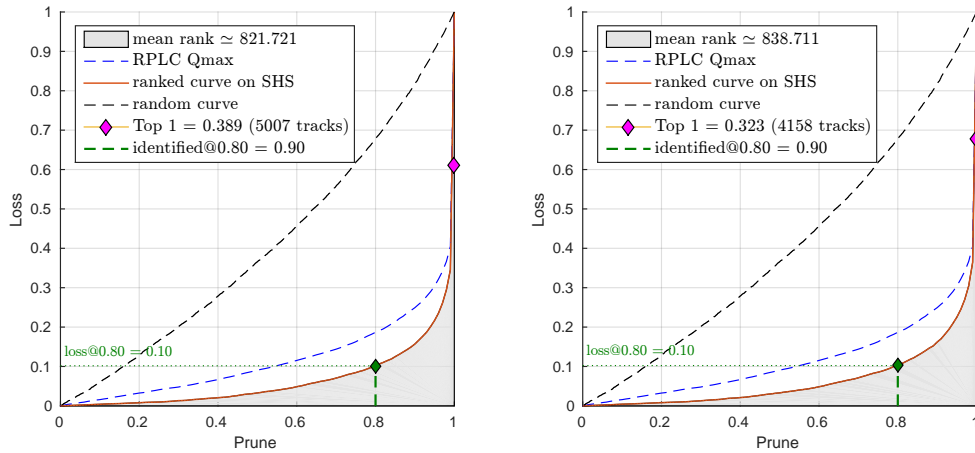 1
0.9
0.8
0.7
0.6
0.5
0.4
0.3
0.2
0.1
0
Loss
mean rank ≃ 821.721
RPLC Qmax
ranked curve on SHS
random curve
Top 1 = 0.389 (5007 tracks)
identified@0.80 = 0.90
loss@0.80 = 0.10
0 0.2 0.4 0.6 0.8 1
Prune
1
0.9
0.8
0.7
0.6
0.5
0.4
0.3
0.2
0.1
0
Loss
mean rank ≃ 838.711
RPLC Qmax
ranked curve on SHS
random curve
Top 1 = 0.323 (4158 tracks)
identified@0.80 = 0.90
loss@0.80 = 0.10
0 0.2 0.4 0.6 0.8 1
Prune